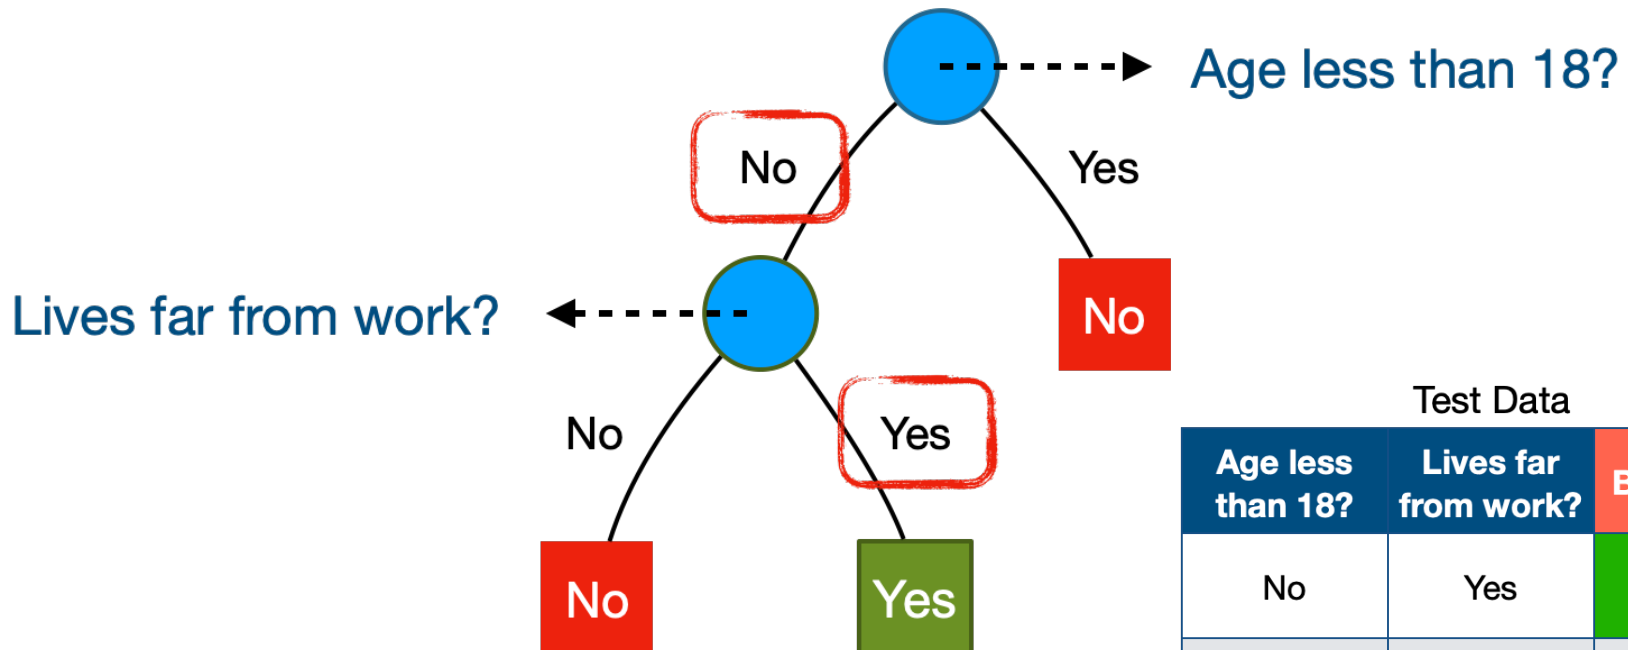 Age less than 18?
No
Yes
Lives far from work?
No
No
Yes
No
Yes
Test Data
Age less
than 18?
Lives far
from work?
No
Yes